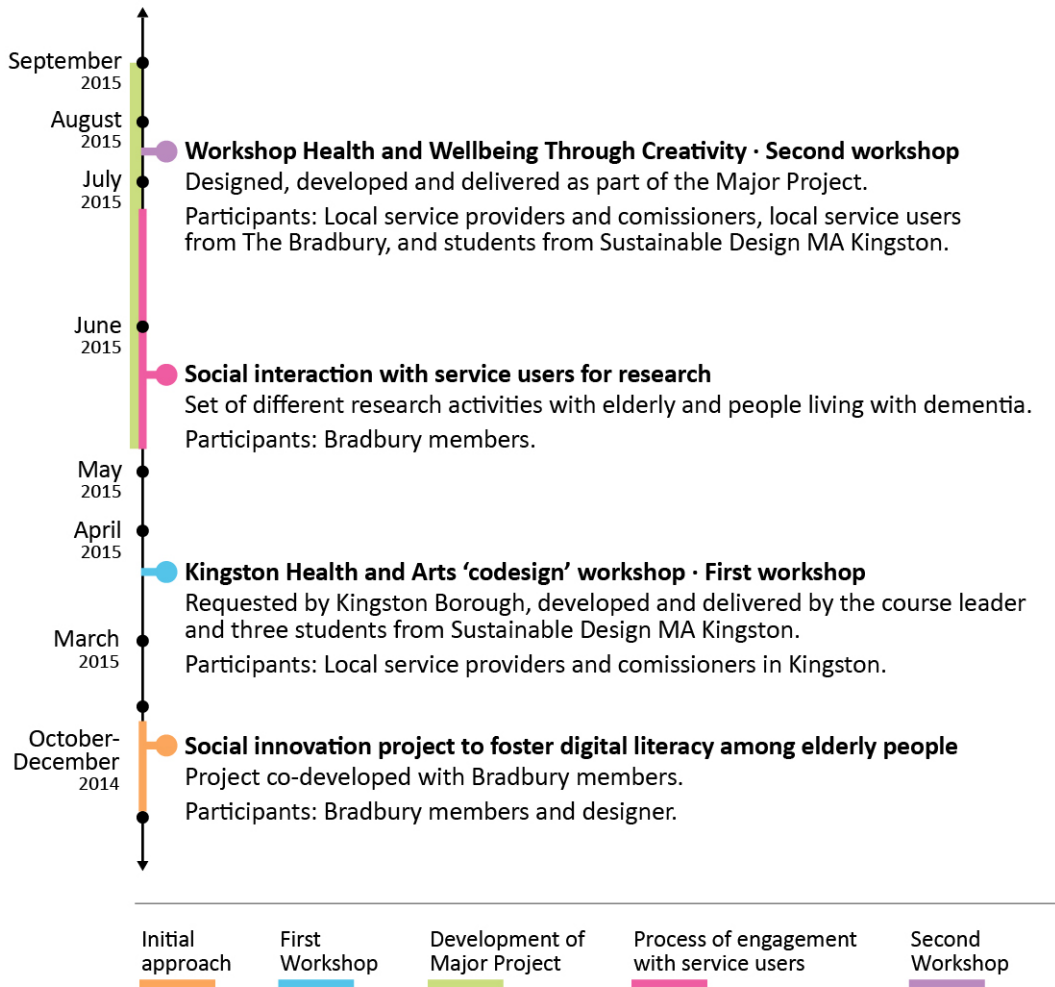 September
2015
August
2015
Workshop Health and Wellbeing Through Creativity · Second workshop
Designed, developed and delivered as part of the Major Project.
July
2015
Participants: Local service providers and comissioners, local service users
from The Bradbury, and students from Sustainable Design MA Kingston.
June
2015
Social interaction with service users for research
Set of different research activities with elderly and people living with dementia.
Participants: Bradbury members.
May
2015
April
2015
Kingston Health and Arts ‘codesign’ workshop · First workshop
Requested by Kingston Borough, developed and delivered by the course leader
and three students from Sustainable Design MA Kingston.
March
2015
Participants: Local service providers and comissioners in Kingston.
October-
December
2014
Social innovation project to foster digital literacy among elderly people
Project co-developed with Bradbury members.
Participants: Bradbury members and designer.
Initial
approach
First
Workshop
Development of
Major Project
Process of engagement
with service users
Second
Workshop